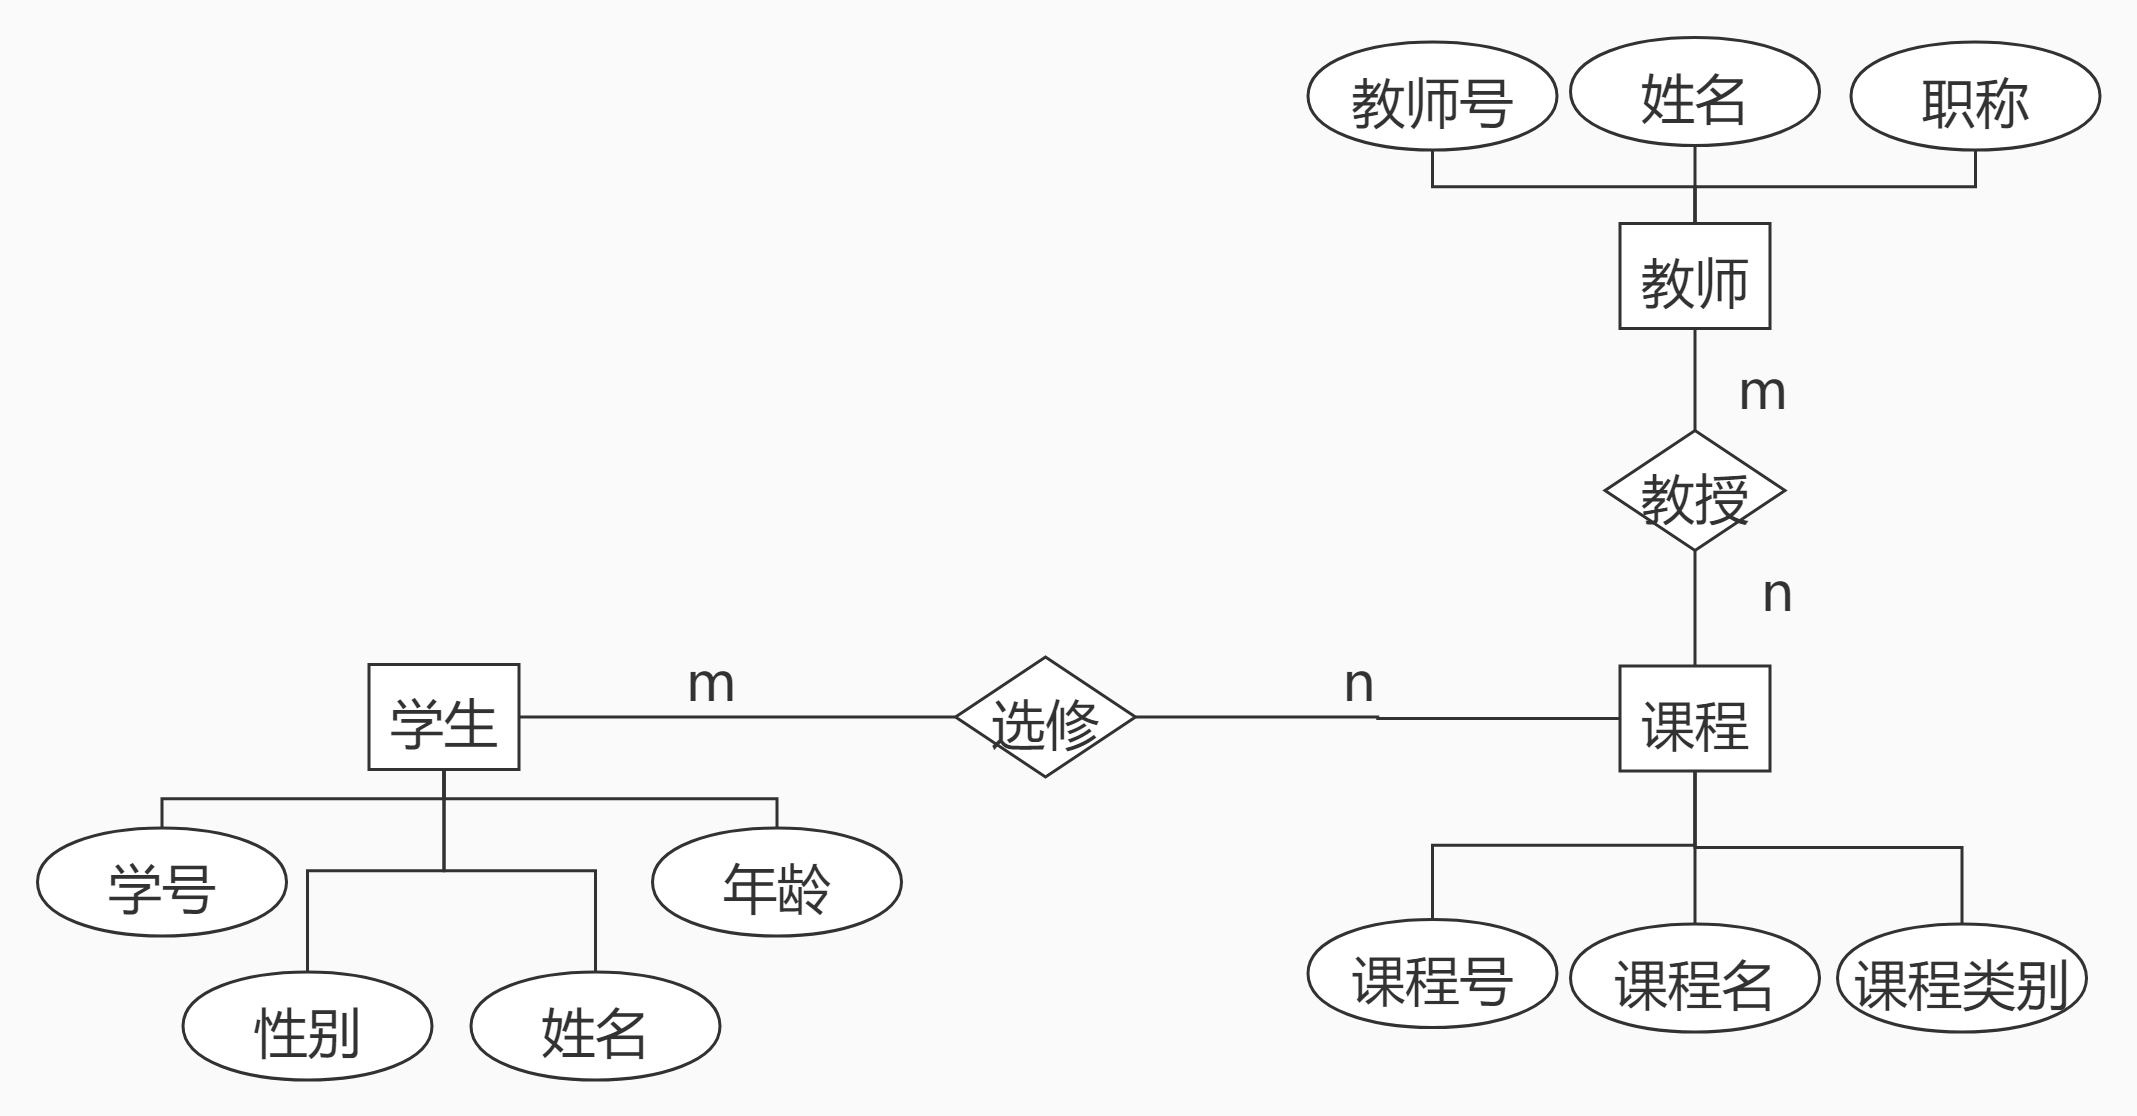 教师号 姓名 职称
教师
m
教授
n
学生 m 选修 n 课程
学号 年龄
性别 姓名
课程号 课程名 课程类别